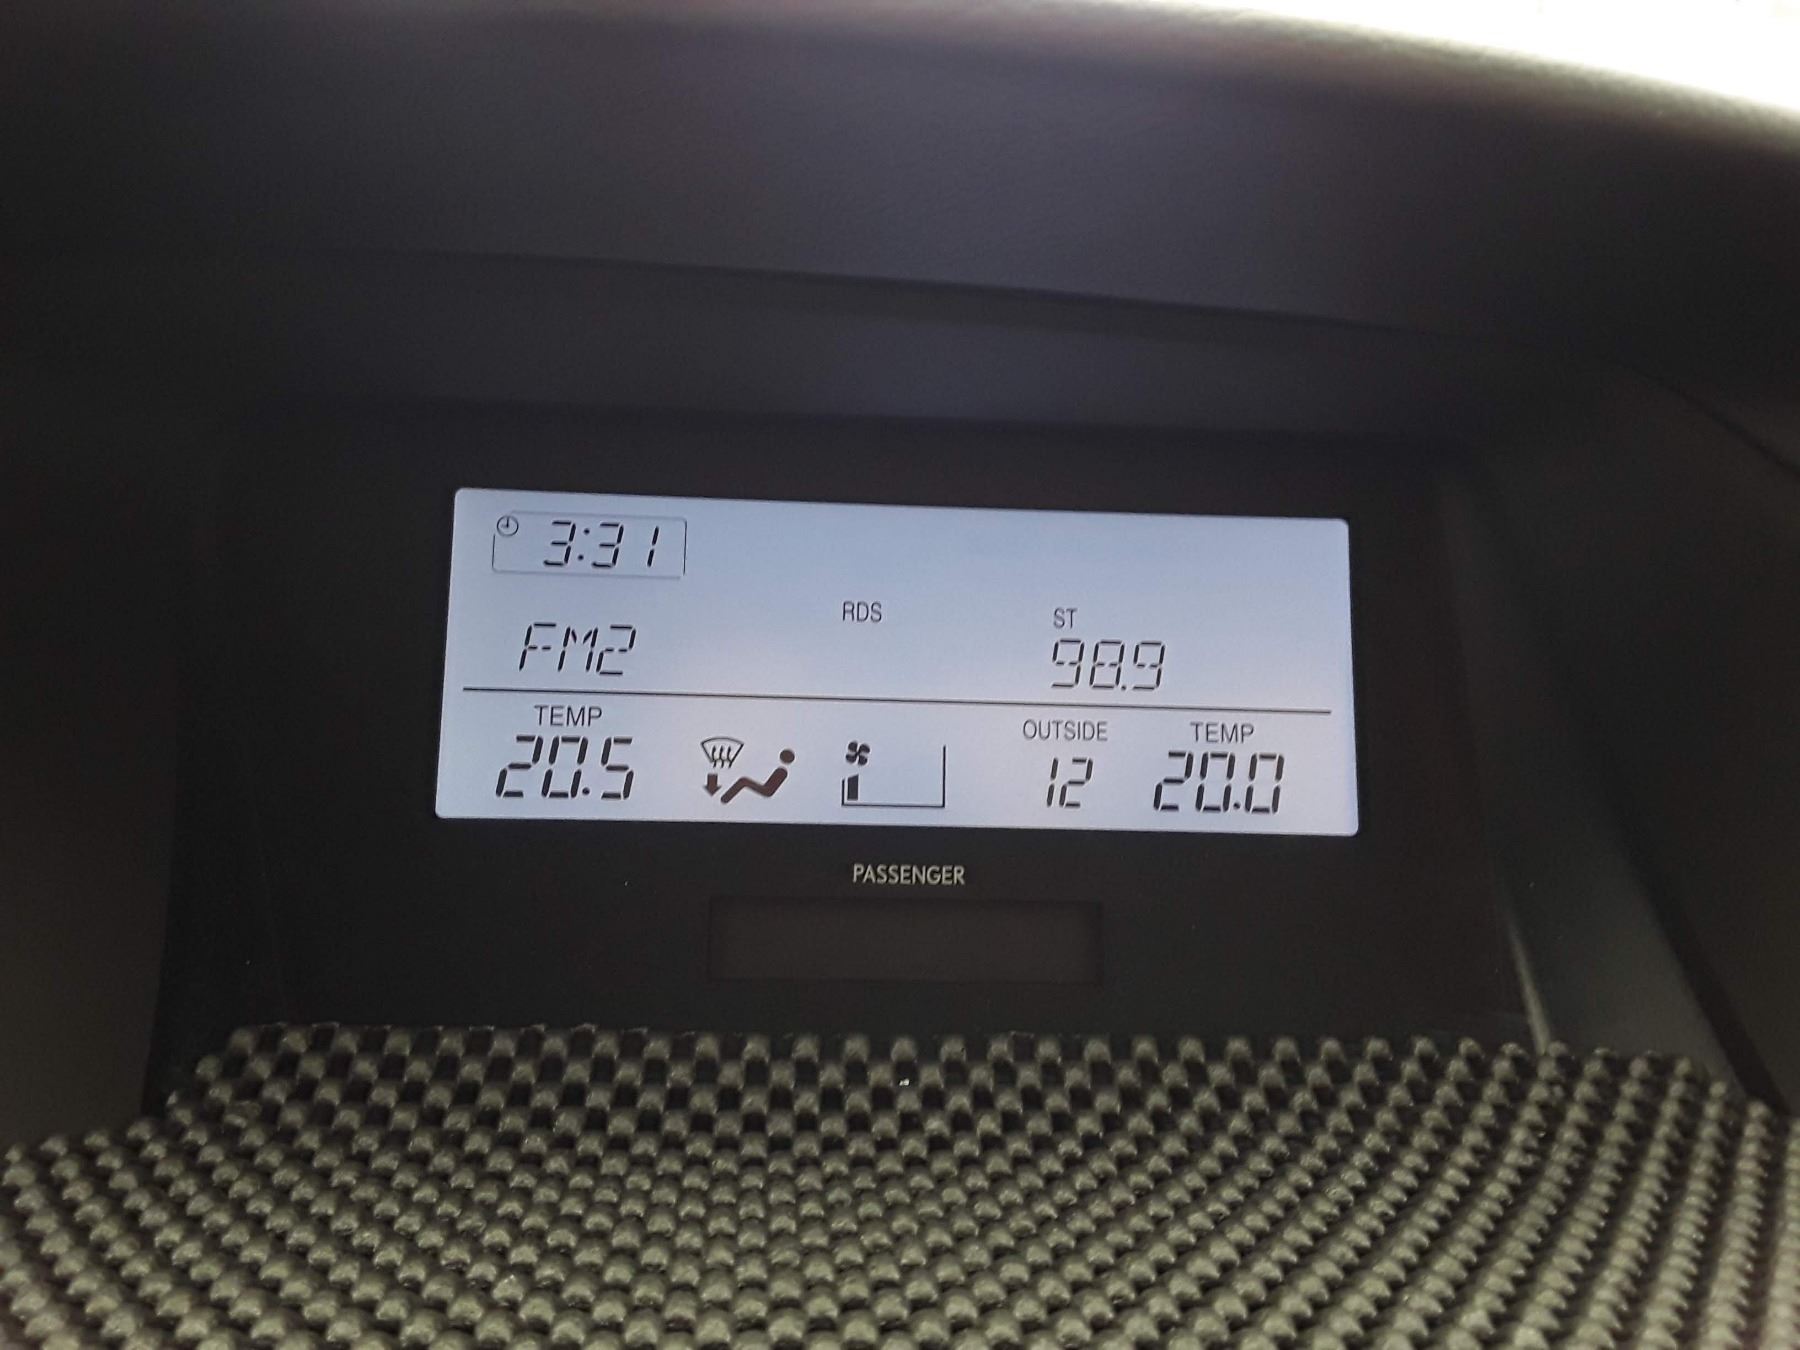 3:31
RDS ST
FM2 98.9
TEMP OUTSIDE TEMP
20.5 12 20.0
PASSENGER